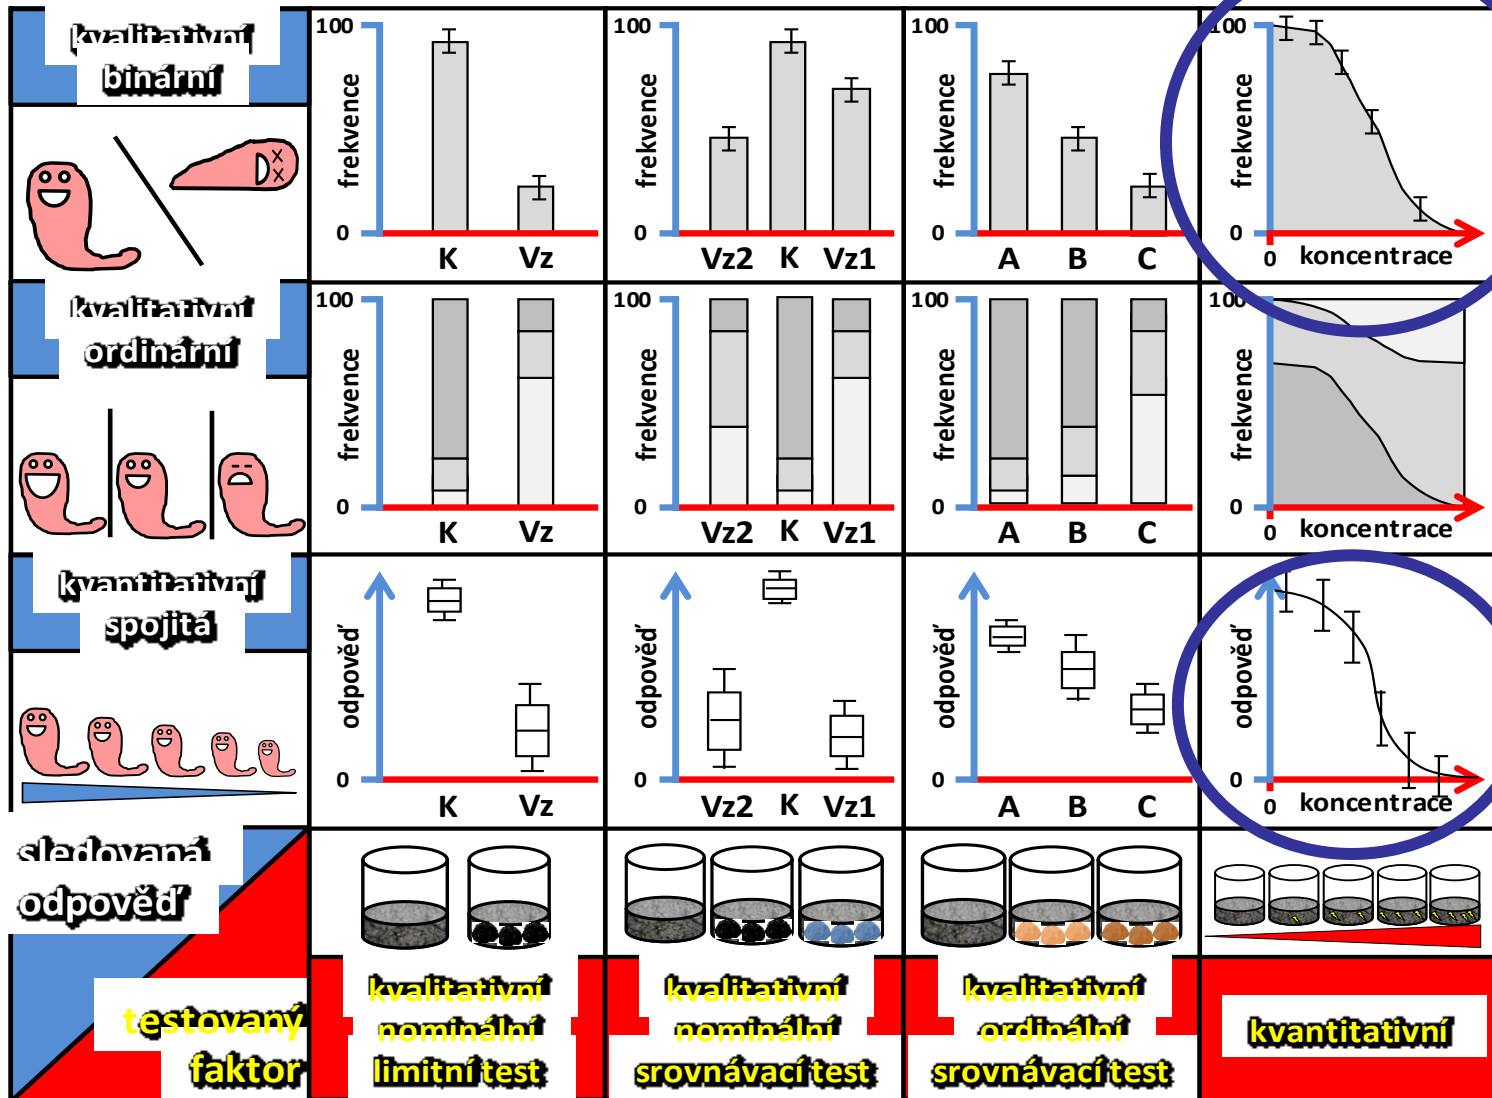 kvalitativní
binární
100
frekvence
0
K Vz
100
frekvence
0
Vz2 K Vz1
100
frekvence
0
A B C
100
frekvence
0
0 koncentrace
kvalitativní
ordinární
100
frekvence
0
K Vz
100
frekvence
0
Vz2 K Vz1
100
frekvence
0
A B C
100
frekvence
0
0 koncentrace
kvantitativní
spojitá
odpověď
0
K Vz
odpověď
0
Vz2 K Vz1
odpověď
0
A B C
odpověď
0
0 koncentrace
sledovaná
odpověď
testovaný
faktor
kvalitativní
nominální
limitní test
kvalitativní
nominální
srovnávací test
kvalitativní
ordinální
srovnávací test
kvantitativní